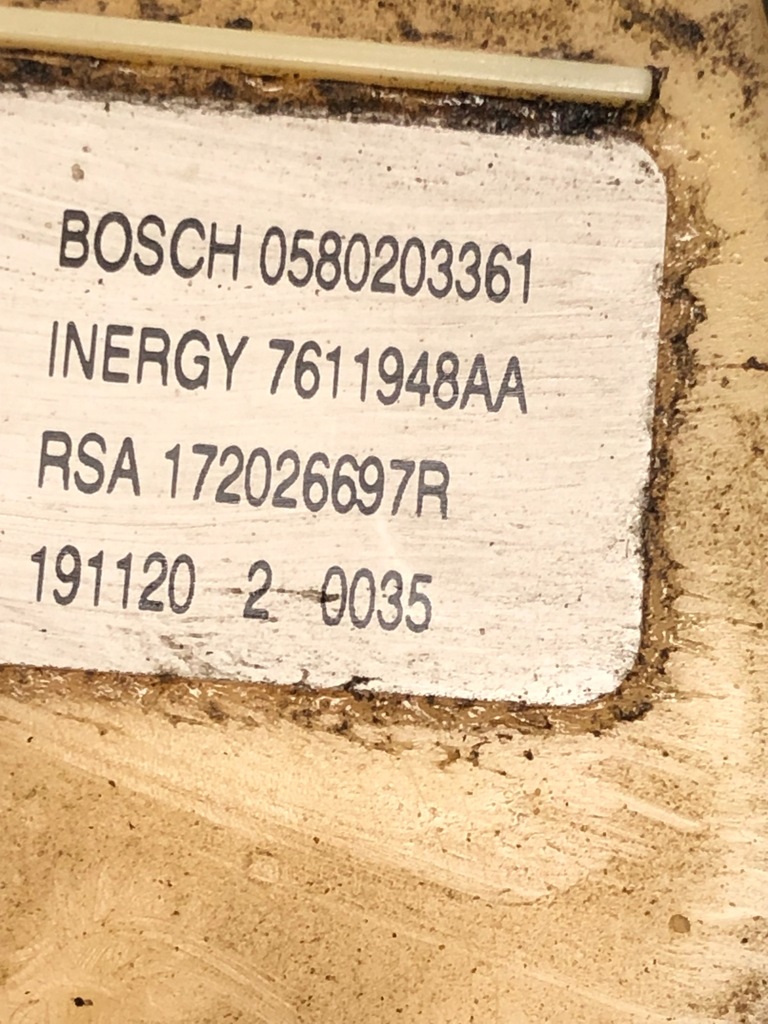 BOSCH 0580203361
INERGY 7611948AA
RSA 172026697R
191120 2 0035